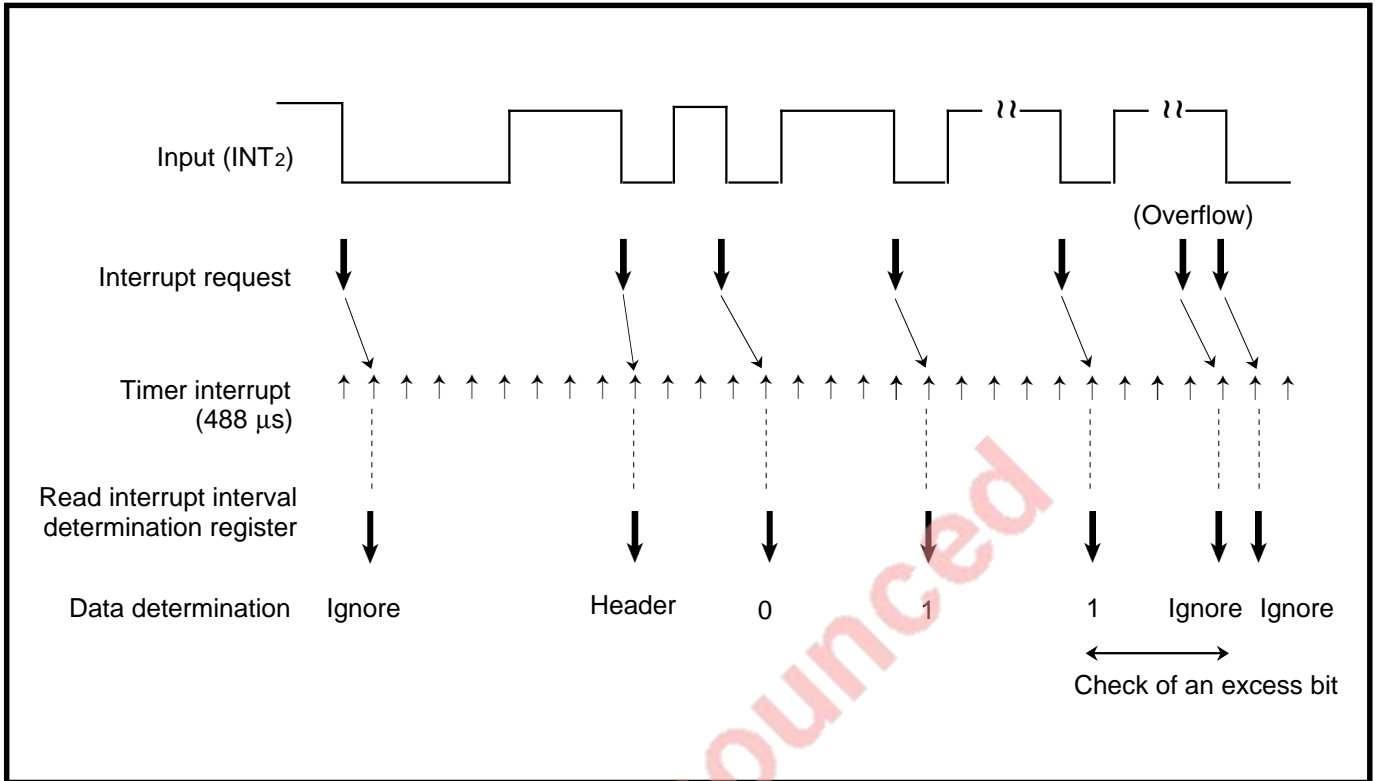 Input (INT2)
(Overflow)
Interrupt request
Timer interrupt
(488 µs)
Read interrupt interval
determination register
Data determination Ignore Header 0 1 1 Ignore Ignore
Check of an excess bit